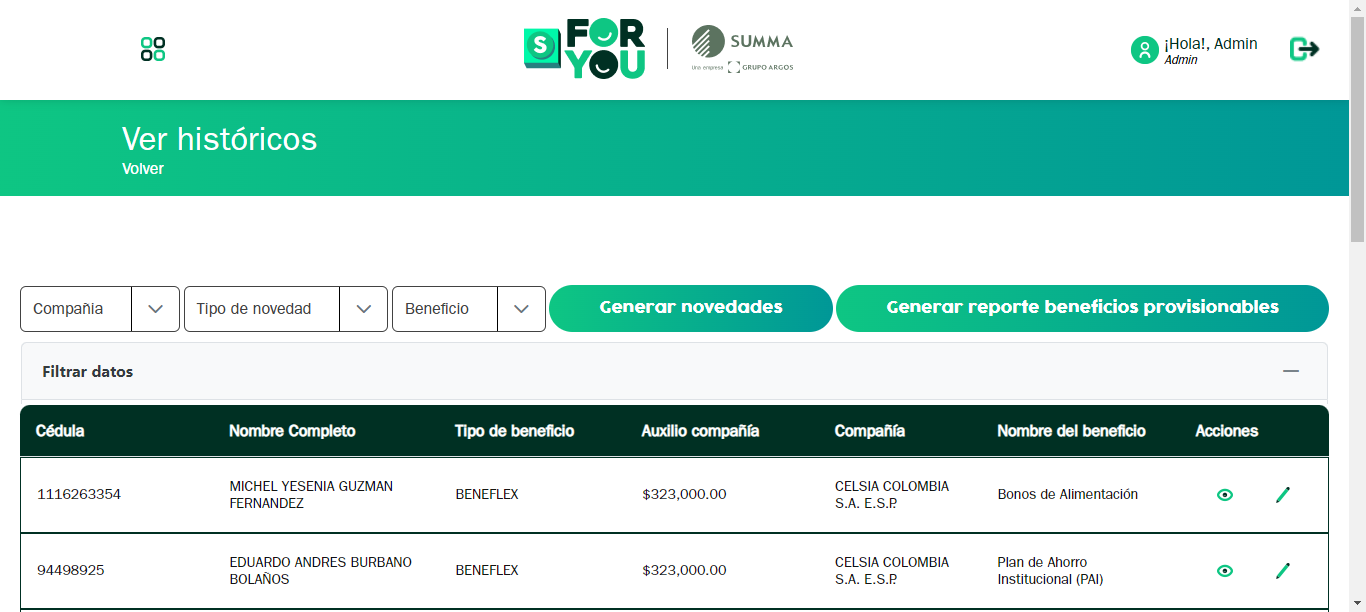 S FOR YOU
SUMMA
Una empresa GRUPO ARGOS
¡Hola!, Admin
Admin
Ver históricos
Volver
Compañia
Tipo de novedad
Beneficio
Generar novedades
Generar reporte beneficios provisionables
Filtrar datos
Cédula Nombre Completo Tipo de beneficio Auxilio compañía Compañía Nombre del beneficio Acciones
1116263354 MICHEL YESENIA GUZMAN FERNANDEZ BENEFLEX $323,000.00 CELSIA COLOMBIA S.A. E.S.P. Bonos de Alimentación
94498925 EDUARDO ANDRES BURBANO BOLAÑOS BENEFLEX $323,000.00 CELSIA COLOMBIA S.A. E.S.P. Plan de Ahorro Institucional (PAI)